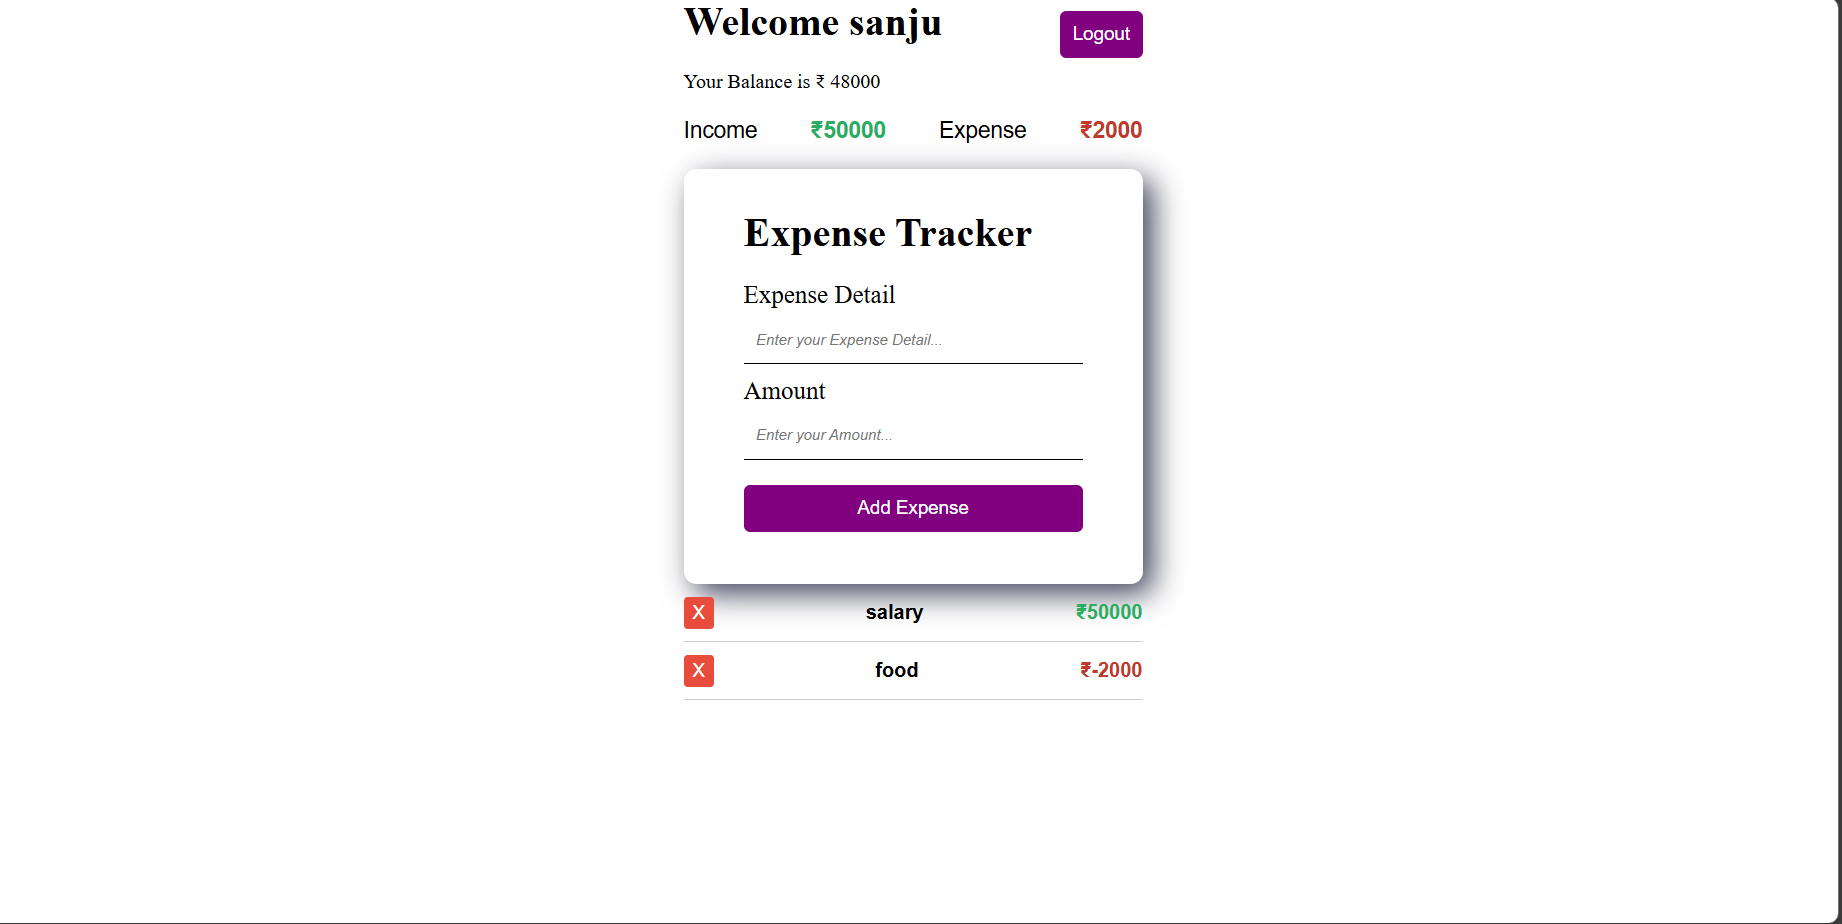 Welcome sanju
Logout
Your Balance is ₹ 48000
Income ₹50000 Expense ₹2000
Expense Tracker
Expense Detail
Enter your Expense Detail...
Amount
Enter your Amount...
Add Expense
X salary ₹50000
X food ₹-2000